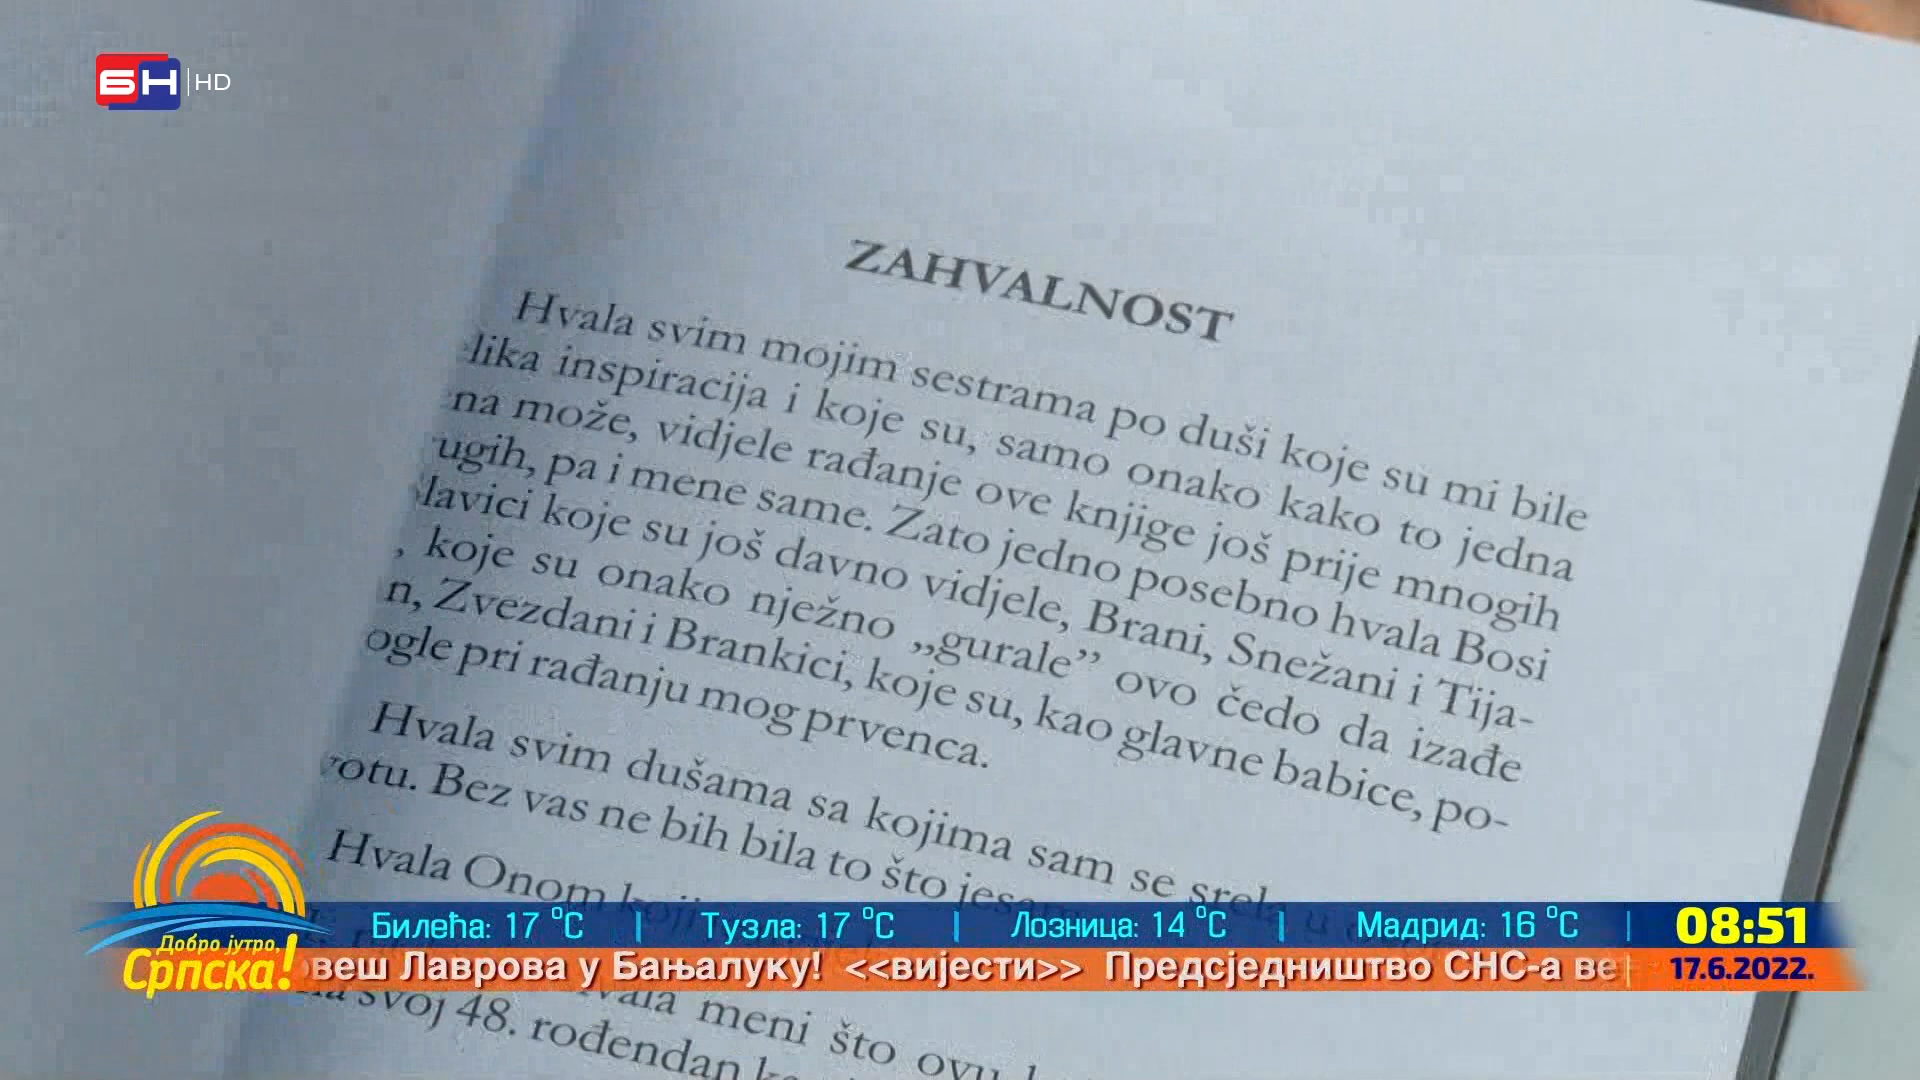 БН HD
ZAHVALNOST
Hvala svim mojim sestrama po duši koje su mi bile
lika inspiracija i koje su, samo onako kako to jedna
na može, vidjele rađanje ove knjige još prije mnogih
ugih, pa i mene same. Zato jedno posebno hvala Bosi
lavici koje su još davno vidjele, Brani, Snežani i Tija-
, koje su onako nježno „gurale” ovo čedo da izađe
n, Zvezdani i Brankici, koje su, kao glavne babice, po-
ogle pri rađanju mog prvenca.
Hvala svim dušama sa kojima sam se srela u
votu. Bez vas ne bih bila to što jesam
Hvala Onom koji
Билећа: 17 °C | Тузла: 17 °C | Лозница: 14 °C | Мадрид: 16 °C | 08:51
Добро јутро,
Српска!
овеш Лаврова у Бањалуку! <<вијести>> Предсједништво СНС-а ве 17.6.2022.
hvala meni što ovu
na svoj 48. rođendan